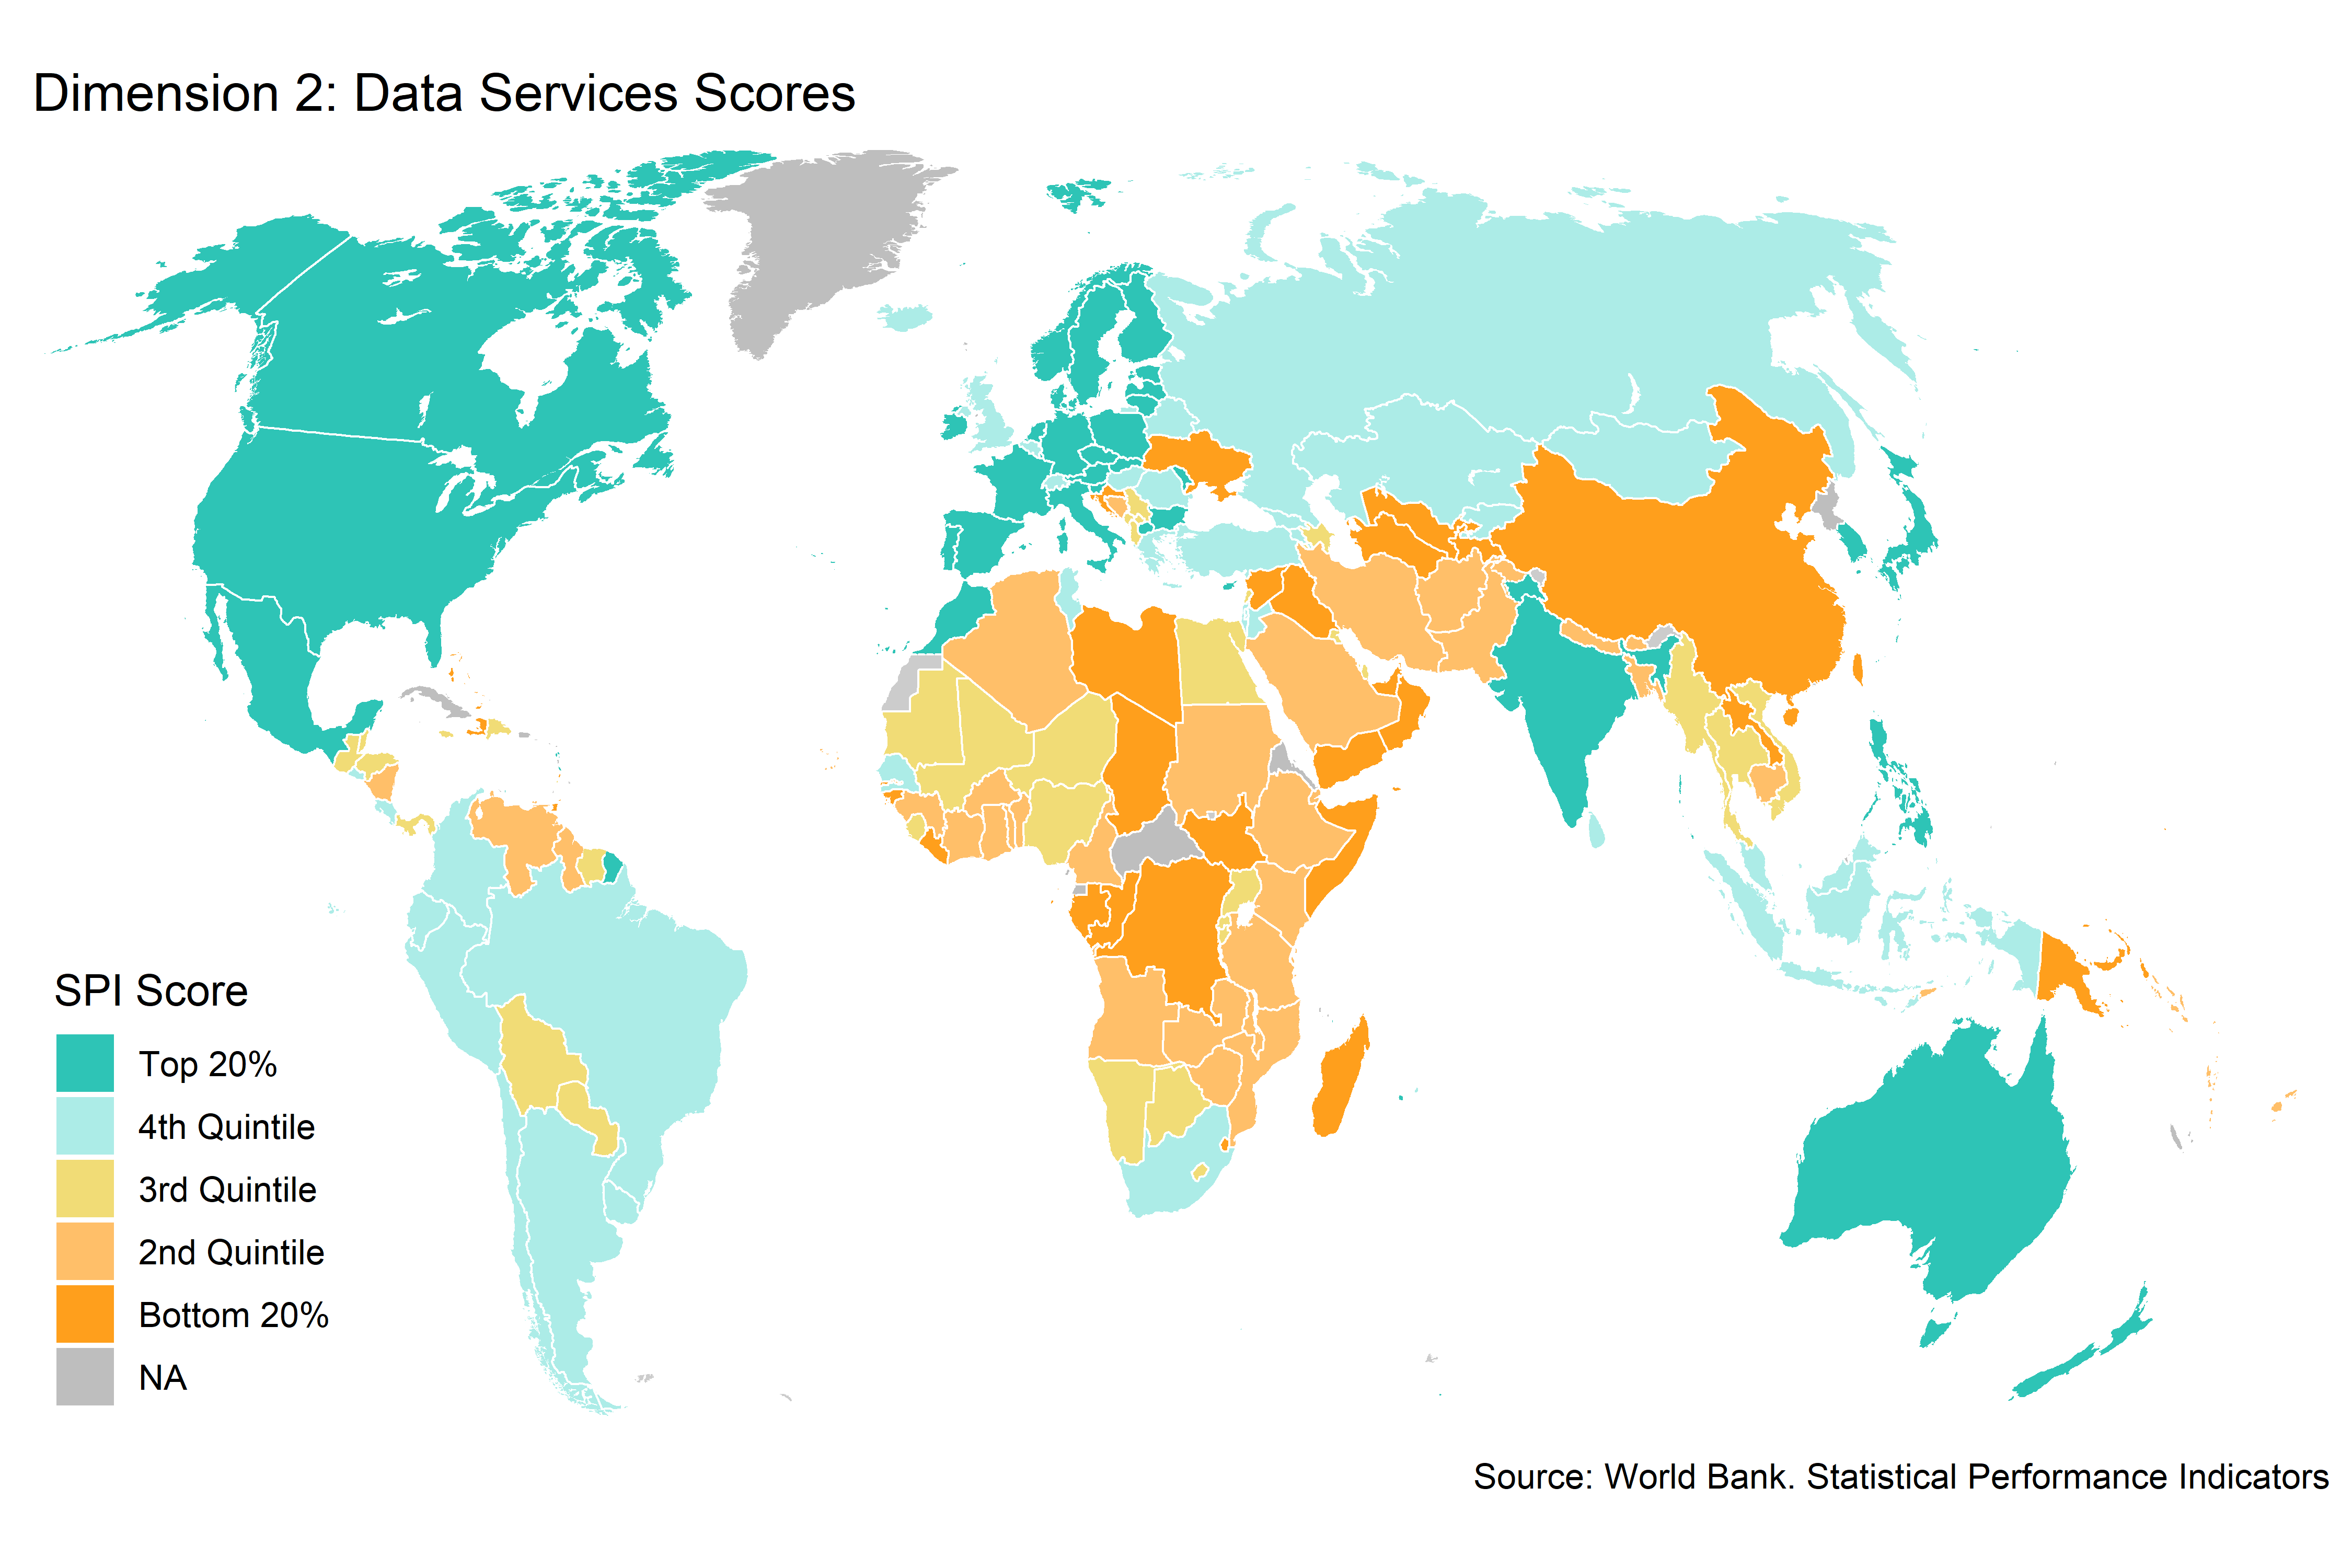 Dimension 2: Data Services Scores
SPI Score
Top 20%
4th Quintile
3rd Quintile
2nd Quintile
Bottom 20%
NA
Source: World Bank. Statistical Performance Indicators